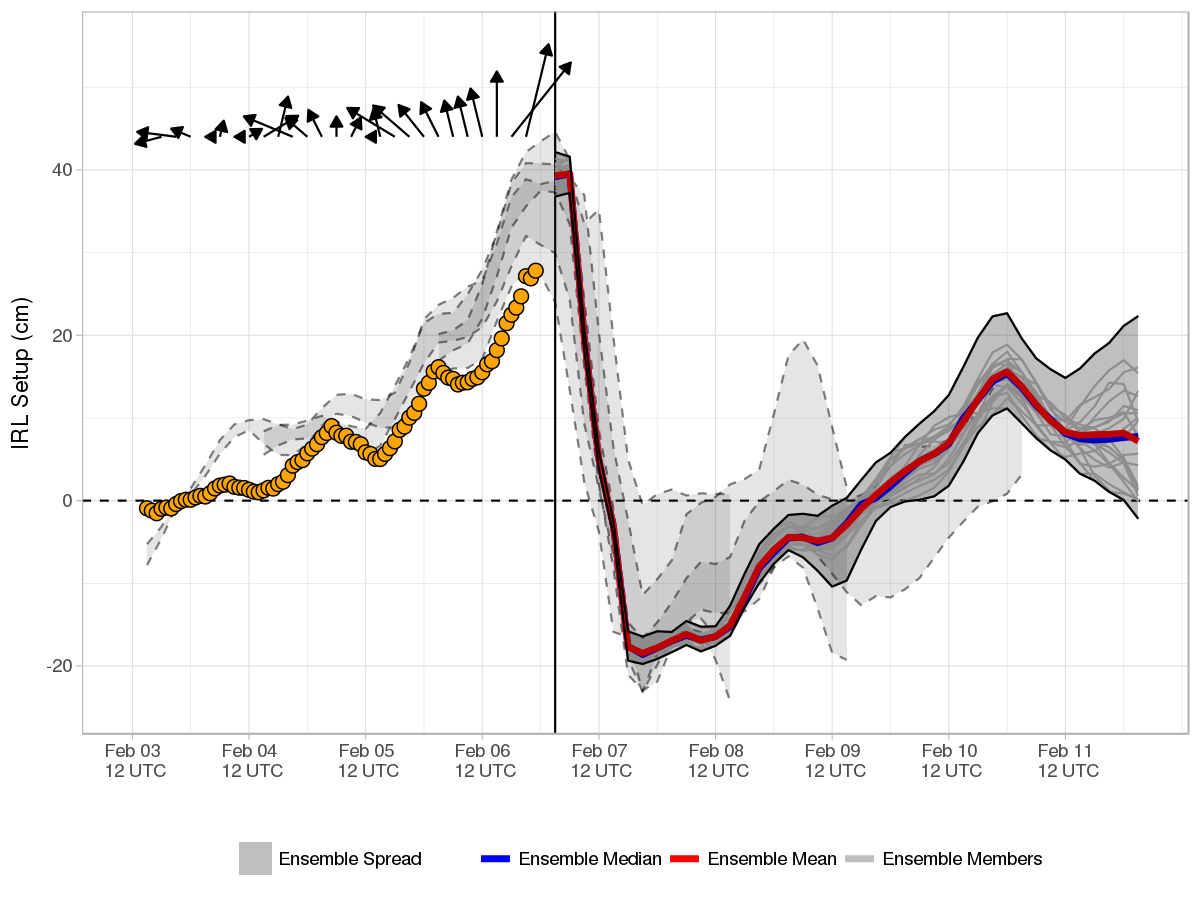 IRL Setup (cm)
40
20
0
-20
Feb 03
12 UTC
Feb 04
12 UTC
Feb 05
12 UTC
Feb 06
12 UTC
Feb 07
12 UTC
Feb 08
12 UTC
Feb 09
12 UTC
Feb 10
12 UTC
Feb 11
12 UTC
Ensemble Spread
Ensemble Median
Ensemble Mean
Ensemble Members